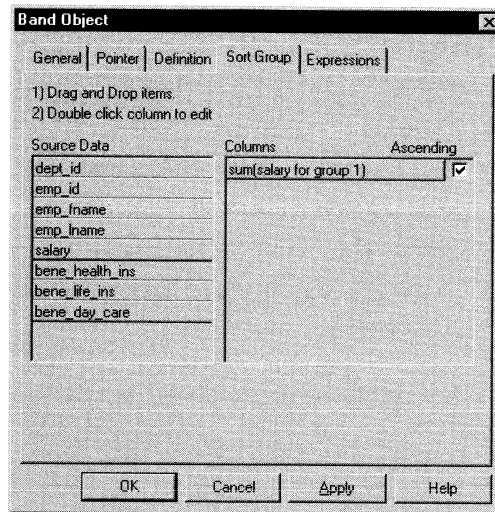 Band Object
General Pointer Definition Sort Group Expressions
1) Drag and Drop items.
2) Double click column to edit
Source Data
dept_id
emp_id
emp_fname
emp_lname
salary
bene_health_ins
bene_life_ins
bene_day_care
Columns Ascending
sum(salary for group 1)
OK Cancel Apply Help